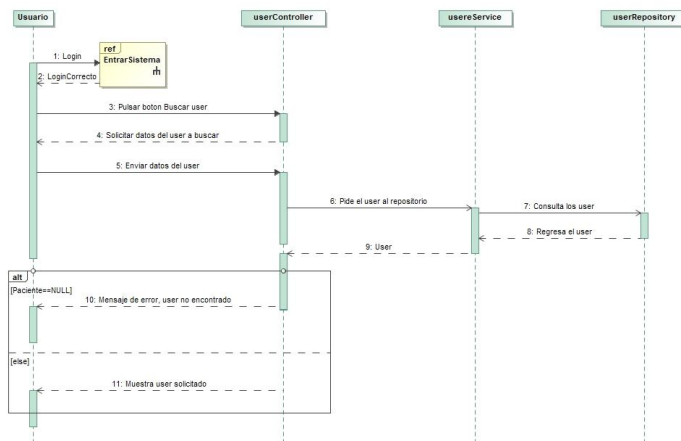 Usuario
userController
usereService
userRepository
ref
EntrarSistema
1: Login
2: LoginCorrecto
3: Pulsar boton Buscar user
4: Solicitar datos del user a buscar
5: Enviar datos del user
6: Pide el user al repositorio
7: Consulta los user
8: Regresa el user
9: User
alt
[Paciente==NULL]
10: Mensaje de error, user no encontrado
[else]
11: Muestra user solicitado